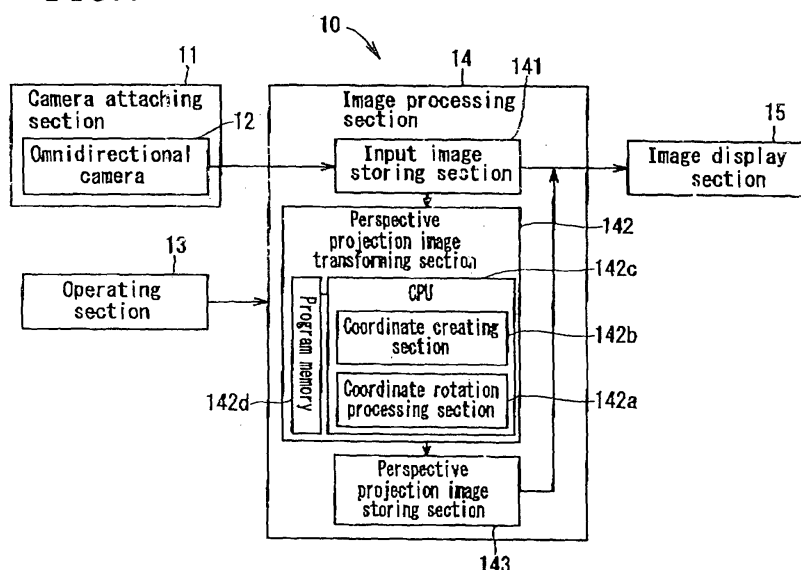 10
11
Camera attaching
section
12
Omnidirectional
camera
13
Operating
section
14
Image processing
section
141
Input image
storing section
Perspective
projection image
transforming section
142
142c
CPU
Program memory
142d
Coordinate creating
section
142b
Coordinate rotation
processing section
142a
Perspective
projection image
storing section
143
15
Image display
section